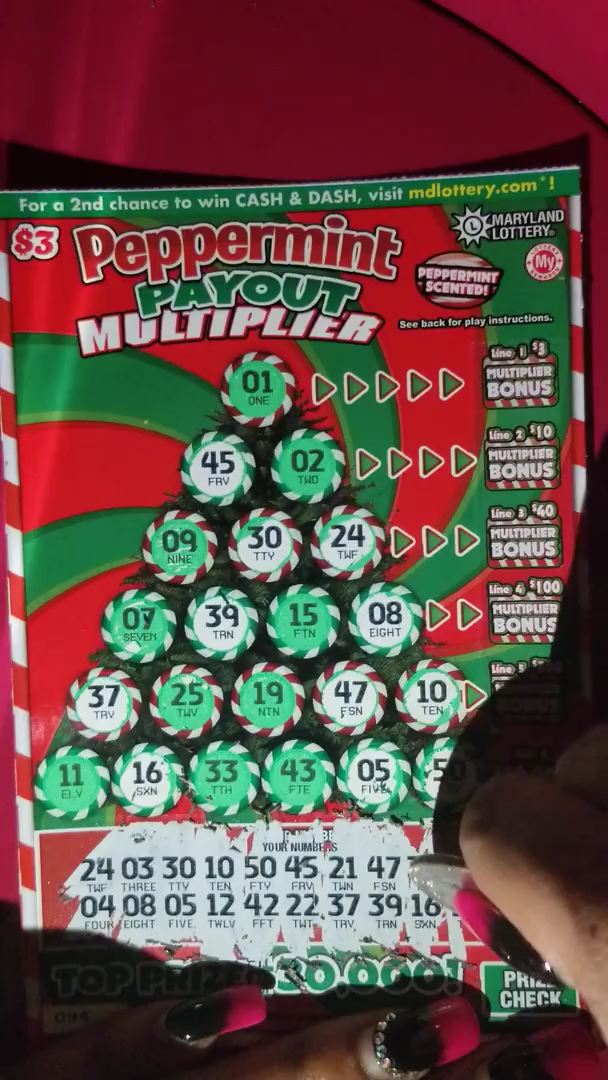 For a 2nd chance to win CASH & DASH, visit mdlottery.com*!
$3
Peppermint
PAYOUT
MULTIPLIER
MARYLAND
LOTTERY®
My
PEPPERMINT
SCENTED!
See back for play instructions.
01
ONE
Line 1 $3
MULTIPLIER
BONUS
45 02
FRV TWO
Line 2 $10
MULTIPLIER
BONUS
09 30 24
NINE TTY TWF
Line 3 $40
MULTIPLIER
BONUS
07 39 15 08
SEVEN TRN FTN EIGHT
Line 4 $100
MULTIPLIER
BONUS
37 25 19 47 10
TRV TWV NTN FSN TEN
11 16 33 43 05 50
ELV SXN TTH FTE FIVE
YOUR NUMBERS
24 03 30 10 50 45 21 47
TWF THREE TTY TEN FTY FRV TWN FSN
04 08 05 12 42 22 37 39 16
FOUR EIGHT FIVE TWLV FFT TWT TRV TRN SXN
TOP PRIZE $30,000!
PRIZE
CHECK
094